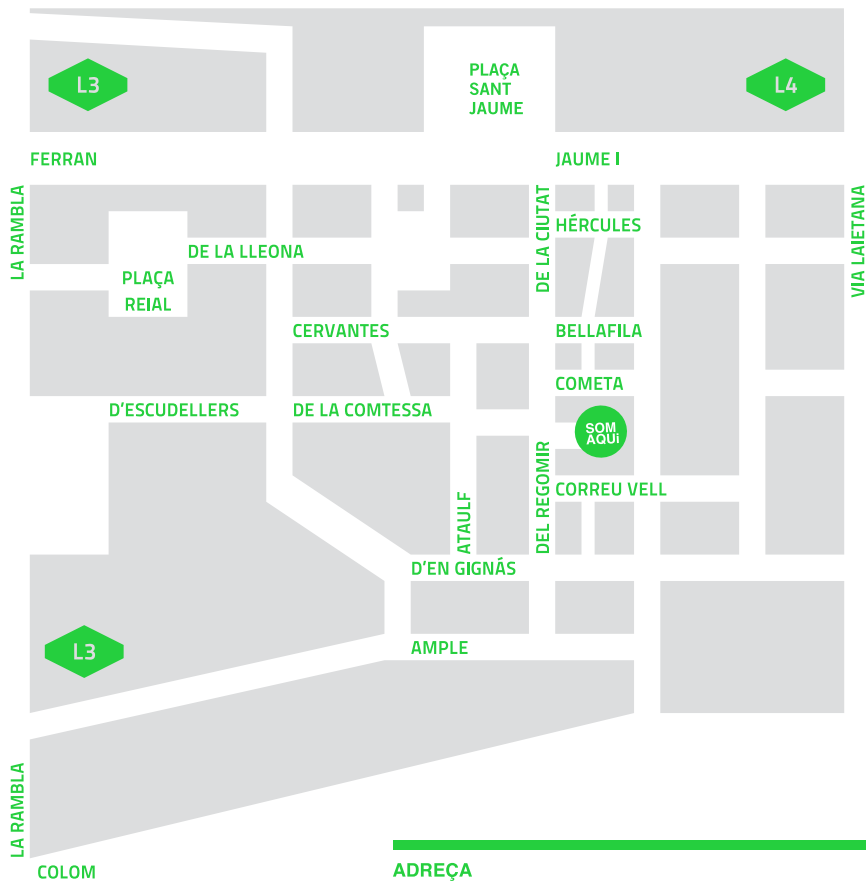 L3
PLAÇA
SANT
JAUME
L4
FERRAN
JAUME I
LA RAMBLA
DE LA CIUTAT
VIA LAIETANA
HÉRCULES
DE LA LLEONA
PLAÇA
REIAL
CERVANTES
BELLAFILA
COMETA
D'ESCUDELLERS
DE LA COMTESSA
SOM
AQUí
DEL REGOMIR
CORREU VELL
ATAULF
D'EN GIGNÁS
L3
AMPLE
LA RAMBLA
COLOM
ADREÇA